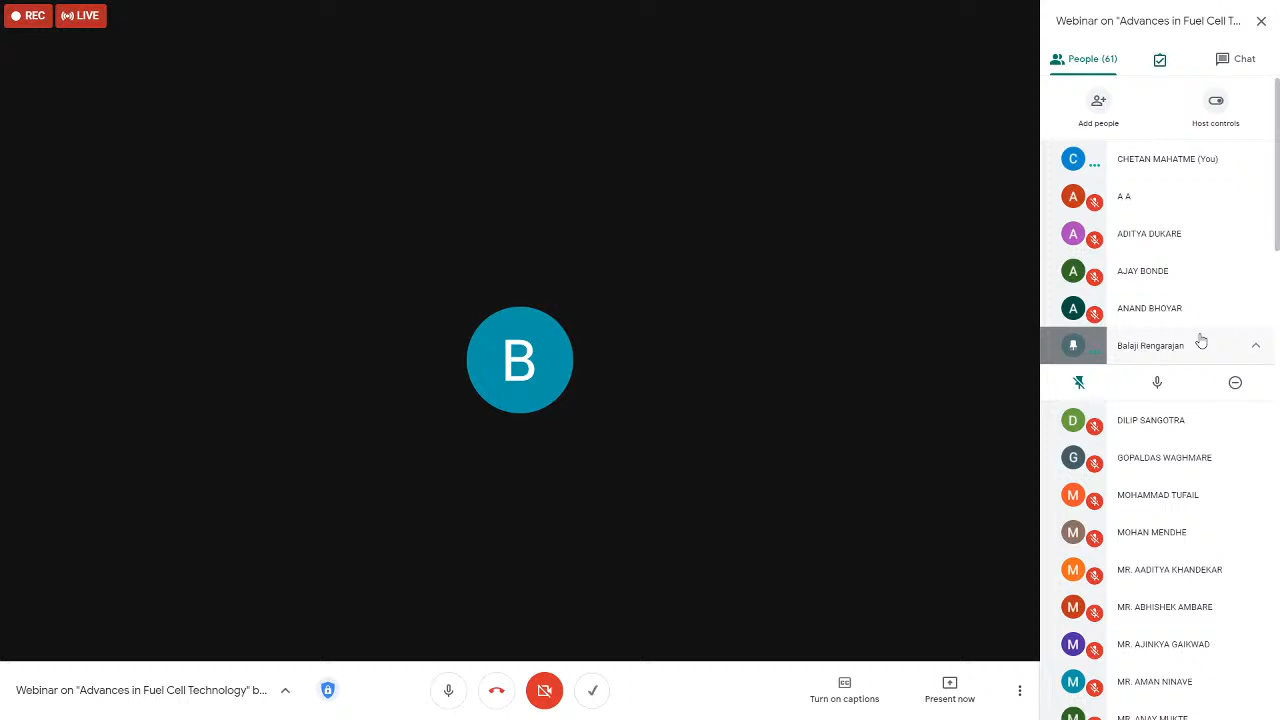 REC
LIVE
Webinar on "Advances in Fuel Cell T...
People (61)
Chat
Add people
Host controls
C
CHETAN MAHATME (You)
A
A A
A
ADITYA DUKARE
A
AJAY BONDE
A
ANAND BHOYAR
Balaji Rengarajan
B
D
DILIP SANGOTRA
G
GOPALDAS WAGHMARE
M
MOHAMMAD TUFAIL
M
MOHAN MENDHE
M
MR. AADITYA KHANDEKAR
M
MR. ABHISHEK AMBARE
M
MR. AJINKYA GAIKWAD
M
MR. AMAN NINAVE
M
MR. ANAY MUKTE
Webinar on "Advances in Fuel Cell Technology" b...
Turn on captions
Present now